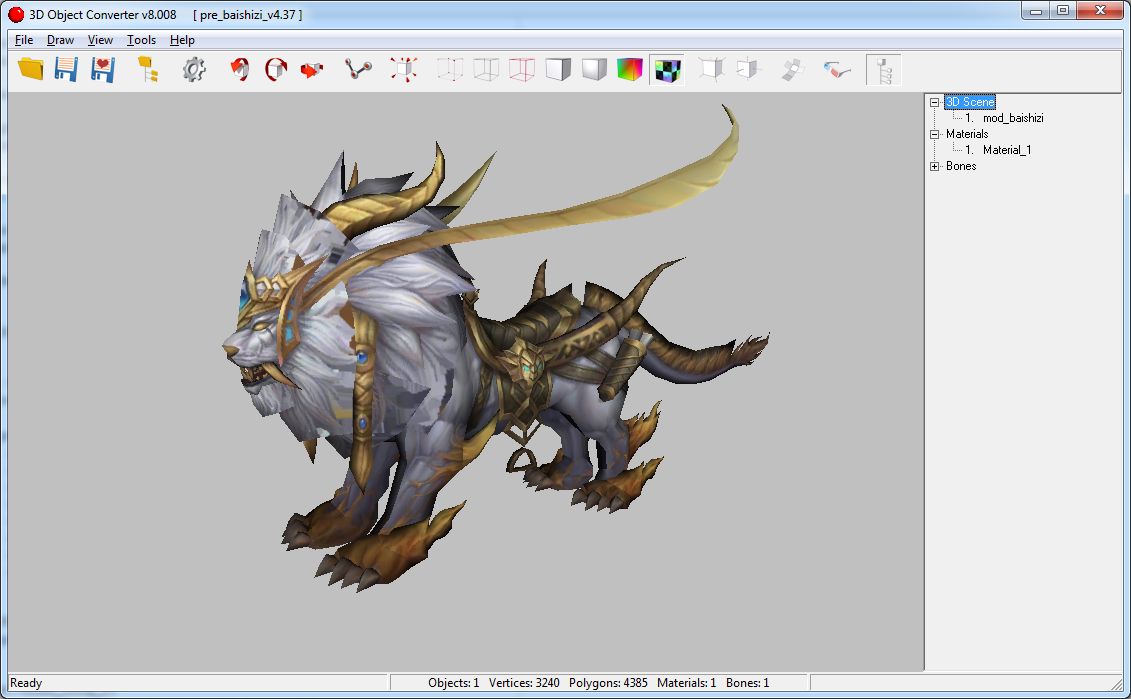 3D Object Converter v8.008 [ pre_baishizi_v4.37 ]
File Draw View Tools Help
3D Scene
1. mod_baishizi
Materials
1. Material_1
Bones
Ready Objects: 1 Vertices: 3240 Polygons: 4385 Materials: 1 Bones: 1